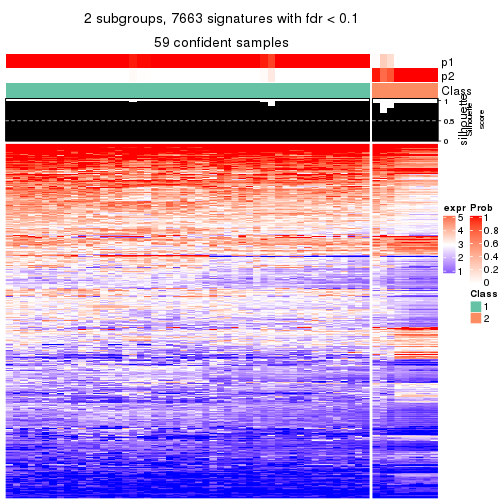 2 subgroups, 7663 signatures with fdr < 0.1
59 confident samples
p1
p2
Class
1
0.5
0
silhouette
silhouette
score
expr
5
4
3
2
1
Prob
1
0.8
0.6
0.4
0.2
0
Class
1
2